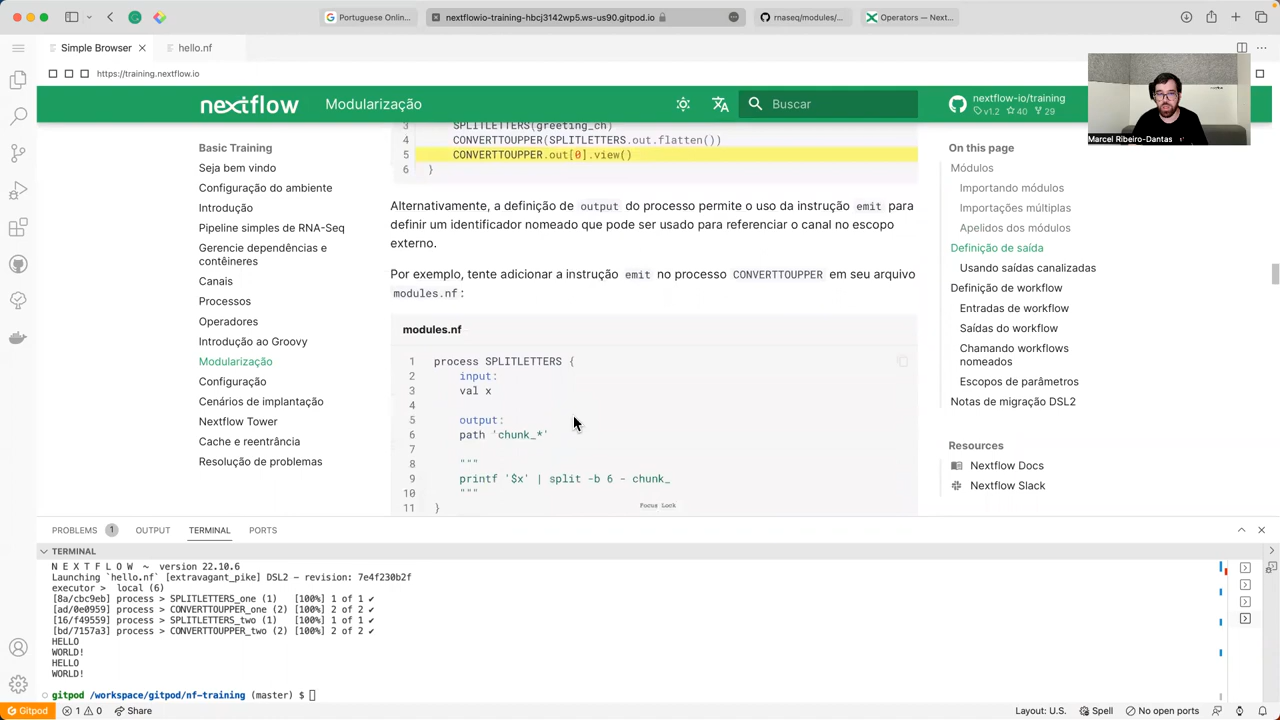 Portuguese Onlin...
nextflowio-training-hbcj3142wp5.ws-us90.gitpod.io
rnaseq/modules/...
Operators — Next...
Simple Browser
hello.nf
https://training.nextflow.io
nextflow
Modularização
Buscar
nextflow-io/training
v1.2 40 29
Marcel Ribeiro-Dantas
Basic Training
Seja bem vindo
Configuração do ambiente
Introdução
Pipeline simples de RNA-Seq
Gerencie dependências e
contêineres
Canais
Processos
Operadores
Introdução ao Groovy
Modularização
Configuração
Cenários de implantação
Nextflow Tower
Cache e reentrância
Resolução de problemas
3 SPLITLETTERS(greeting_ch)
4 CONVERTTOUPPER(SPLITLETTERS.out.flatten())
5 CONVERTTOUPPER.out[0].view()
6 }
Alternativamente, a definição de output do processo permite o uso da instrução emit para
definir um identificador nomeado que pode ser usado para referenciar o canal no escopo
externo.
Por exemplo, tente adicionar a instrução emit no processo CONVERTTOUPPER em seu arquivo
modules.nf:
modules.nf
1 process SPLITLETTERS {
2 input:
3 val x
4
5 output:
6 path 'chunk_*'
7
8 """
9 printf '$x' | split -b 6 - chunk_
10 """
11 }
Focus Lock
On this page
Módulos
Importando módulos
Importações múltiplas
Apelidos dos módulos
Definição de saída
Usando saídas canalizadas
Definição de workflow
Entradas de workflow
Saídas do workflow
Chamando workflows
nomeados
Escopos de parâmetros
Notas de migração DSL2
Resources
Nextflow Docs
Nextflow Slack
PROBLEMS 1 OUTPUT TERMINAL PORTS
TERMINAL
N E X T F L O W ~ version 22.10.6
Launching `hello.nf` [extravagant_pike] DSL2 - revision: 7e4f230b2f
executor > local (6)
[8a/cbc9eb] process > SPLITLETTERS_one (1) [100%] 1 of 1 ✔
[ad/0e0959] process > CONVERTTOUPPER_one (2) [100%] 2 of 2 ✔
[16/f49559] process > SPLITLETTERS_two (1) [100%] 1 of 1 ✔
[bd/7157a3] process > CONVERTTOUPPER_two (2) [100%] 2 of 2 ✔
HELLO
WORLD!
HELLO
WORLD!
gitpod /workspace/gitpod/nf-training (master) $
Gitpod 1 0 Share
Layout: U.S. Spell No open ports